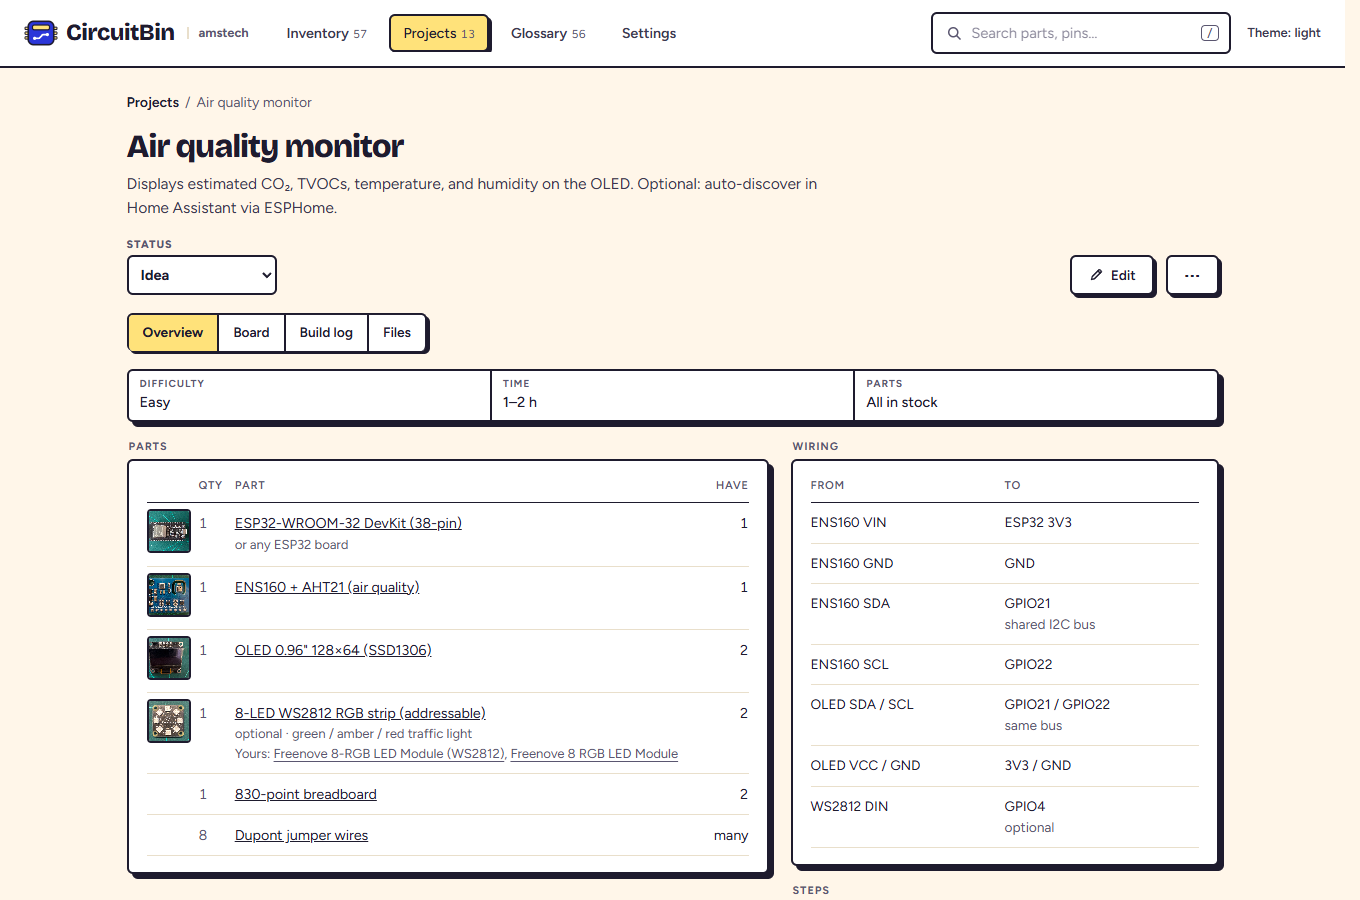 CircuitBin
amstech
Inventory 57
Projects 13
Glossary 56
Settings
Search parts, pins...
/
Theme: light
Projects / Air quality monitor
Air quality monitor
Displays estimated CO₂, TVOCs, temperature, and humidity on the OLED. Optional: auto-discover in
Home Assistant via ESPHome.
STATUS
Idea
Edit
...
Overview
Board
Build log
Files
DIFFICULTY
Easy
TIME
1–2 h
PARTS
All in stock
PARTS
QTY PART HAVE
1 ESP32-WROOM-32 DevKit (38-pin) 1
or any ESP32 board
1 ENS160 + AHT21 (air quality) 1
1 OLED 0.96" 128×64 (SSD1306) 2
1 8-LED WS2812 RGB strip (addressable) 2
optional · green / amber / red traffic light
Yours: Freenove 8-RGB LED Module (WS2812), Freenove 8 RGB LED Module
1 830-point breadboard 2
8 Dupont jumper wires many
WIRING
FROM TO
ENS160 VIN ESP32 3V3
ENS160 GND GND
ENS160 SDA GPIO21
shared I2C bus
ENS160 SCL GPIO22
OLED SDA / SCL GPIO21 / GPIO22
same bus
OLED VCC / GND 3V3 / GND
WS2812 DIN GPIO4
optional
STEPS